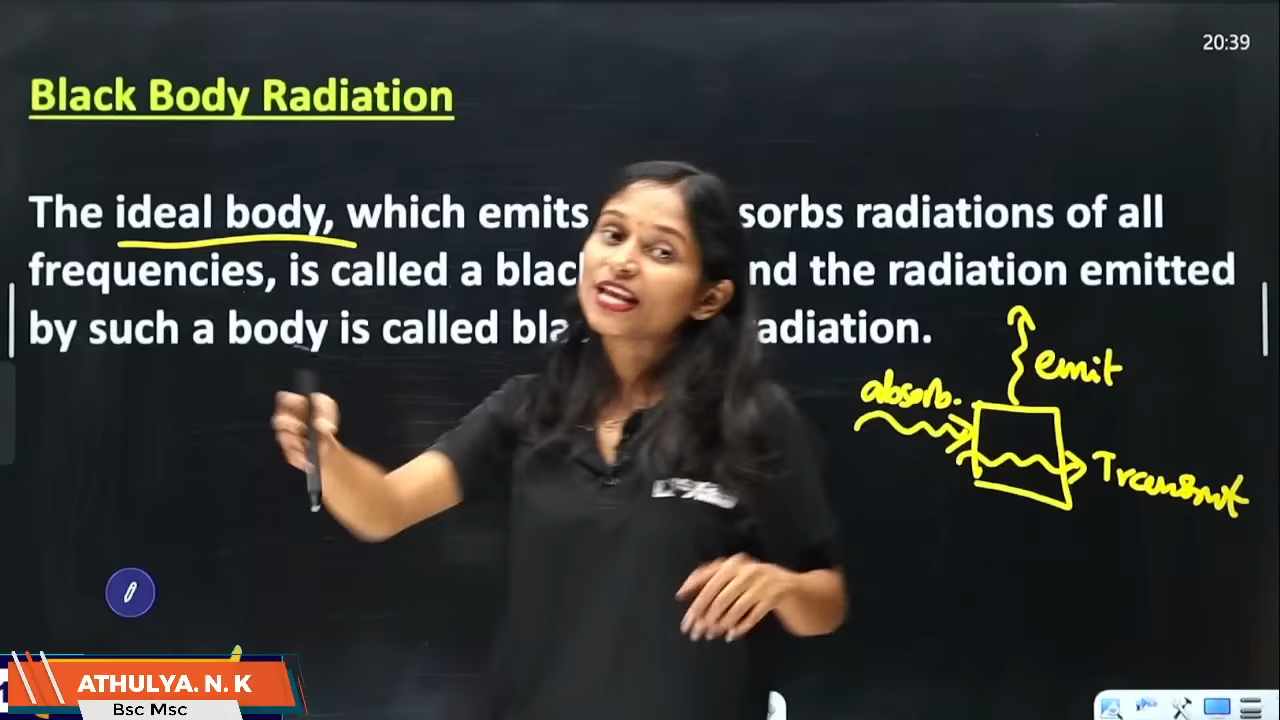 20:39
Black Body Radiation
The ideal body, which emits sorbs radiations of all
frequencies, is called a blac nd the radiation emitted
by such a body is called bla adiation.
emit
absorb.
Transmit
ATHULYA. N. K
Bsc Msc